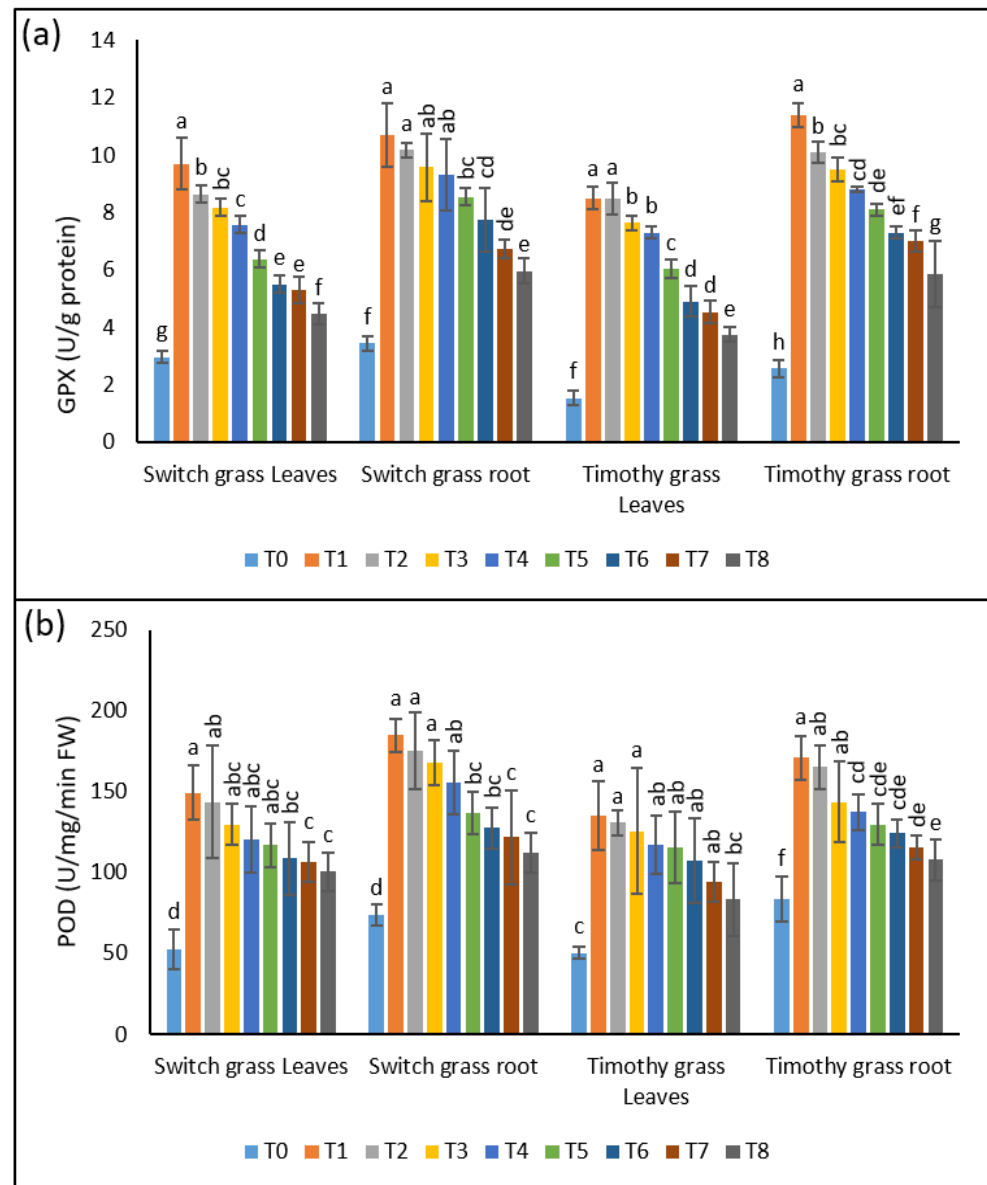 (a)
GPX (U/g protein)
14
12
10
8
6
4
2
0
g a b bc c d e e f
f a a ab ab bc cd de e
f a a b b c d d e
h a b bc cd de ef f g
Switch grass Leaves Switch grass root Timothy grass Leaves Timothy grass root
T0 T1 T2 T3 T4 T5 T6 T7 T8
(b)
POD (U/mg/min FW)
250
200
150
100
50
0
d a ab abc abc abc bc c c
d a a a ab bc bc c c
c a a a ab ab ab ab bc
f a ab ab cd cde cde de e
Switch grass Leaves Switch grass root Timothy grass Leaves Timothy grass root
T0 T1 T2 T3 T4 T5 T6 T7 T8